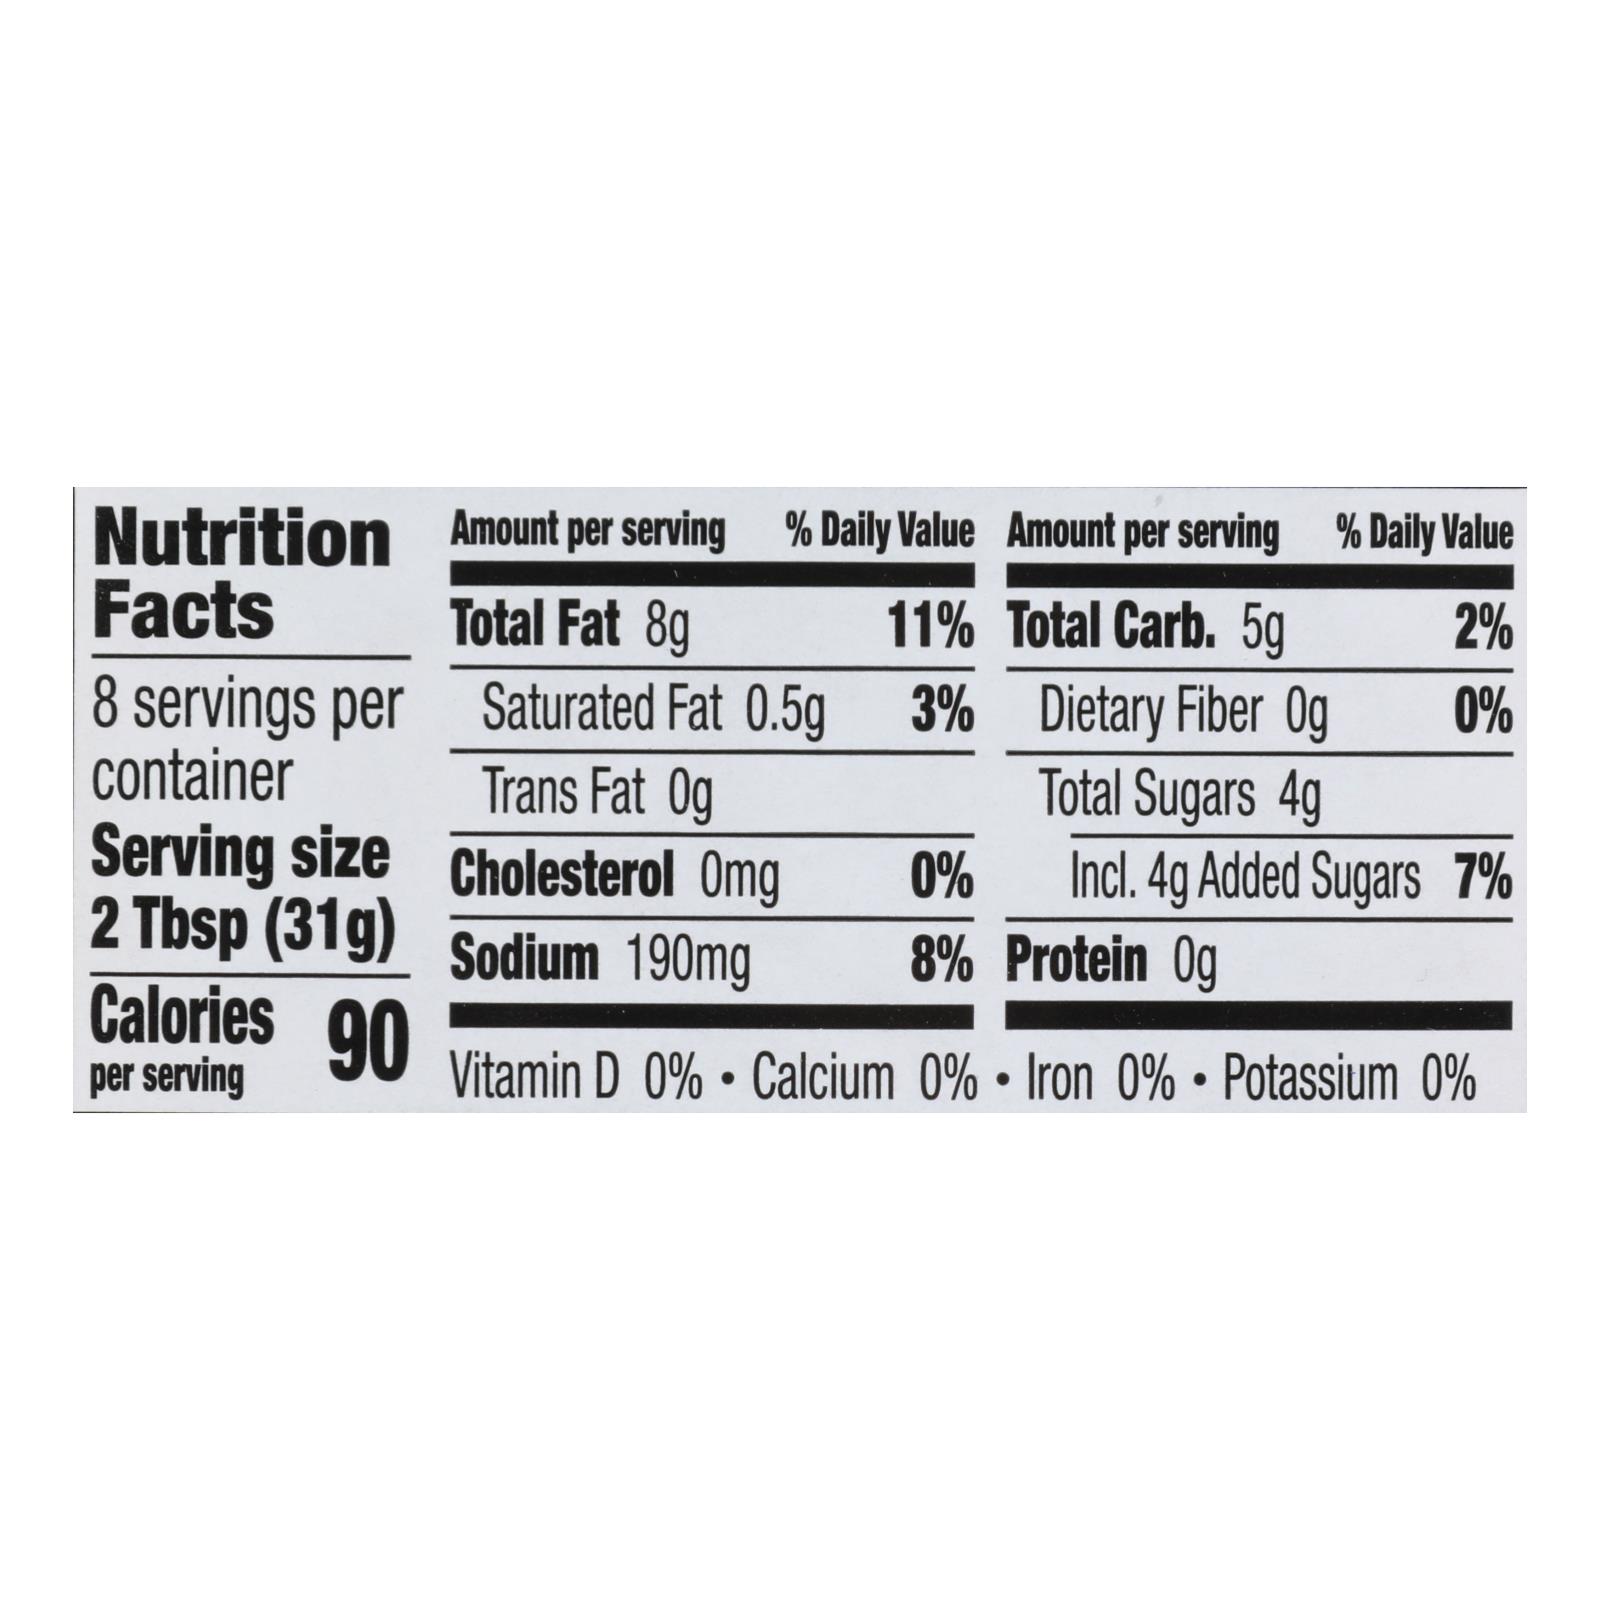 Nutrition
Facts
8 servings per
container
Serving size
2 Tbsp (31g)
Calories 90
per serving
Amount per serving % Daily Value
Total Fat 8g 11%
Saturated Fat 0.5g 3%
Trans Fat 0g
Cholesterol 0mg 0%
Sodium 190mg 8%
Amount per serving % Daily Value
Total Carb. 5g 2%
Dietary Fiber 0g 0%
Total Sugars 4g
Incl. 4g Added Sugars 7%
Protein 0g
Vitamin D 0% • Calcium 0% • Iron 0% • Potassium 0%